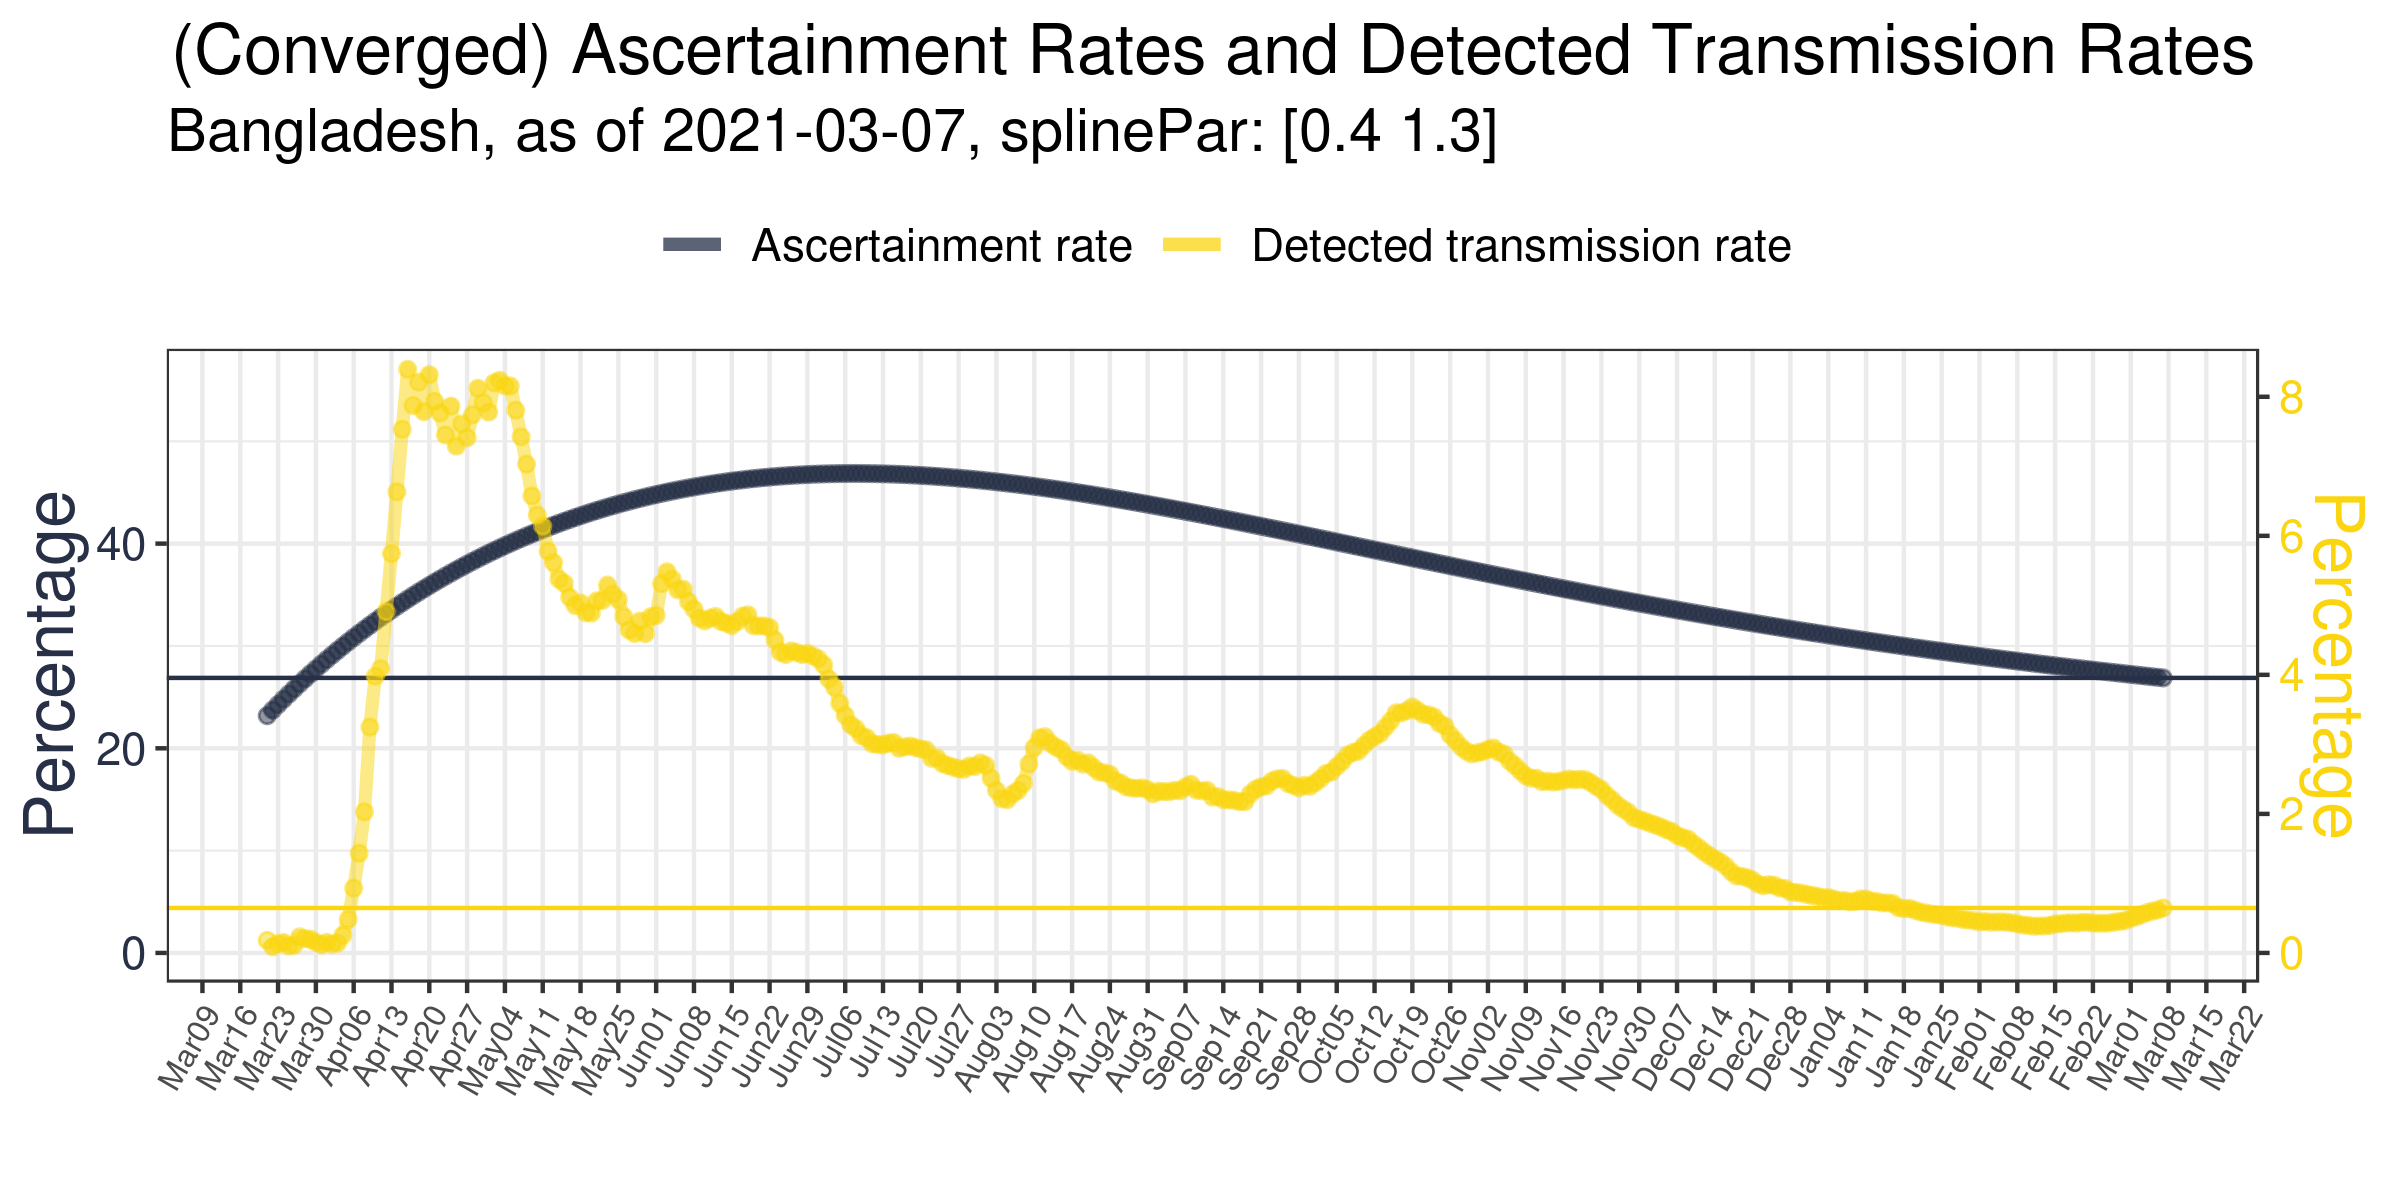 (Converged) Ascertainment Rates and Detected Transmission Rates
Bangladesh, as of 2021-03-07, splinePar: [0.4 1.3]
Ascertainment rate
Detected transmission rate
Percentage
40
20
0
8
6
4
2
0
Percentage
Mar09
Mar16
Mar23
Mar30
Apr06
Apr13
Apr20
Apr27
May04
May11
May18
May25
Jun01
Jun08
Jun15
Jun22
Jun29
Jul06
Jul13
Jul20
Jul27
Aug03
Aug10
Aug17
Aug24
Aug31
Sep07
Sep14
Sep21
Sep28
Oct05
Oct12
Oct19
Oct26
Nov02
Nov09
Nov16
Nov23
Nov30
Dec07
Dec14
Dec21
Dec28
Jan04
Jan11
Jan18
Jan25
Feb01
Feb08
Feb15
Feb22
Mar01
Mar08
Mar15
Mar22